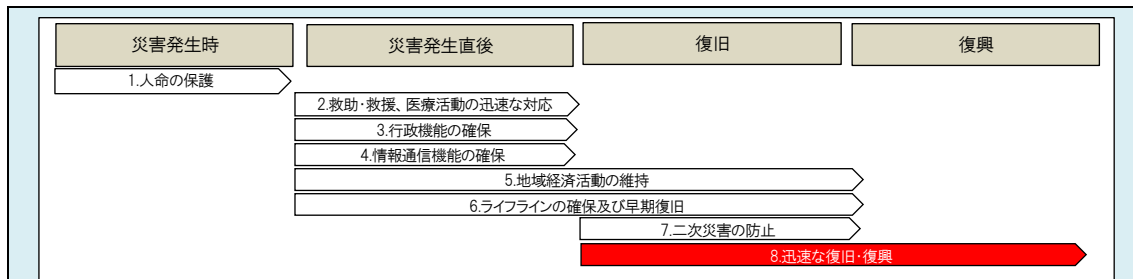 災害発生時
災害発生直後
復旧
復興
1.人命の保護
2.救助・救援、医療活動の迅速な対応
3.行政機能の確保
4.情報通信機能の確保
5.地域経済活動の維持
6.ライフラインの確保及び早期復旧
7.二次災害の防止
8.迅速な復旧・復興